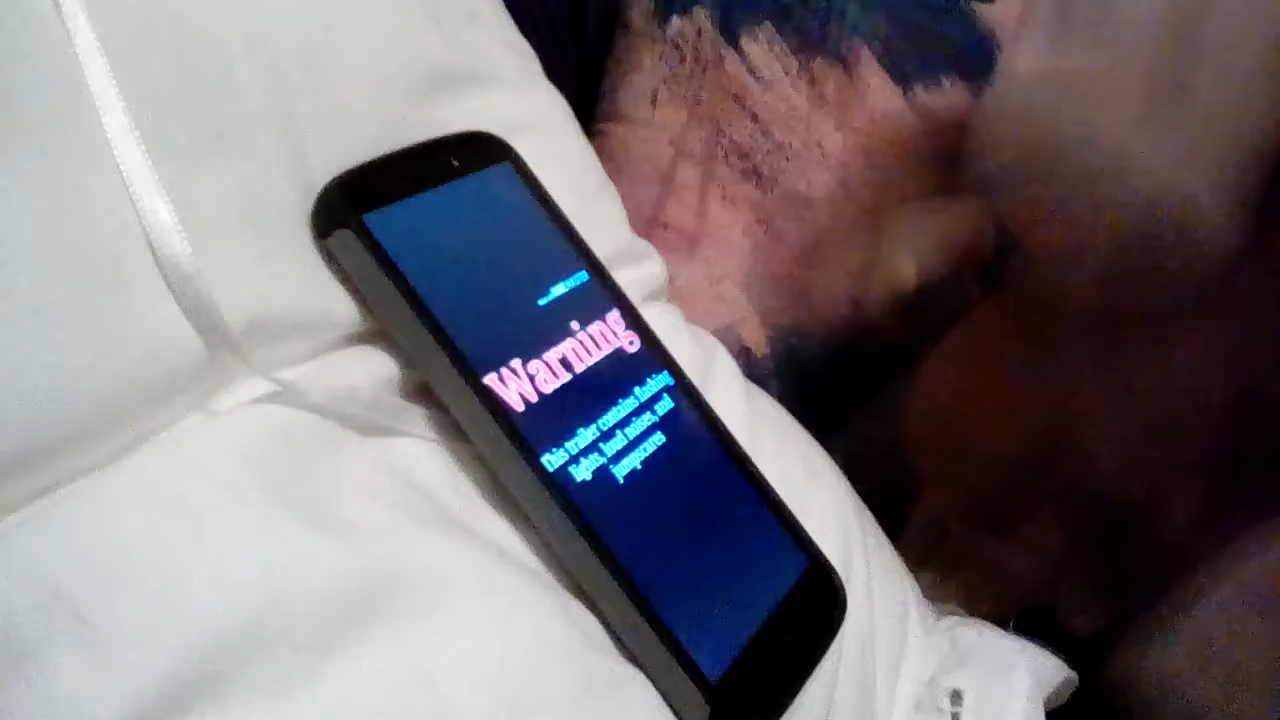 Warning
This trailer contains flashing
lights, loud noises, and
jumpscares